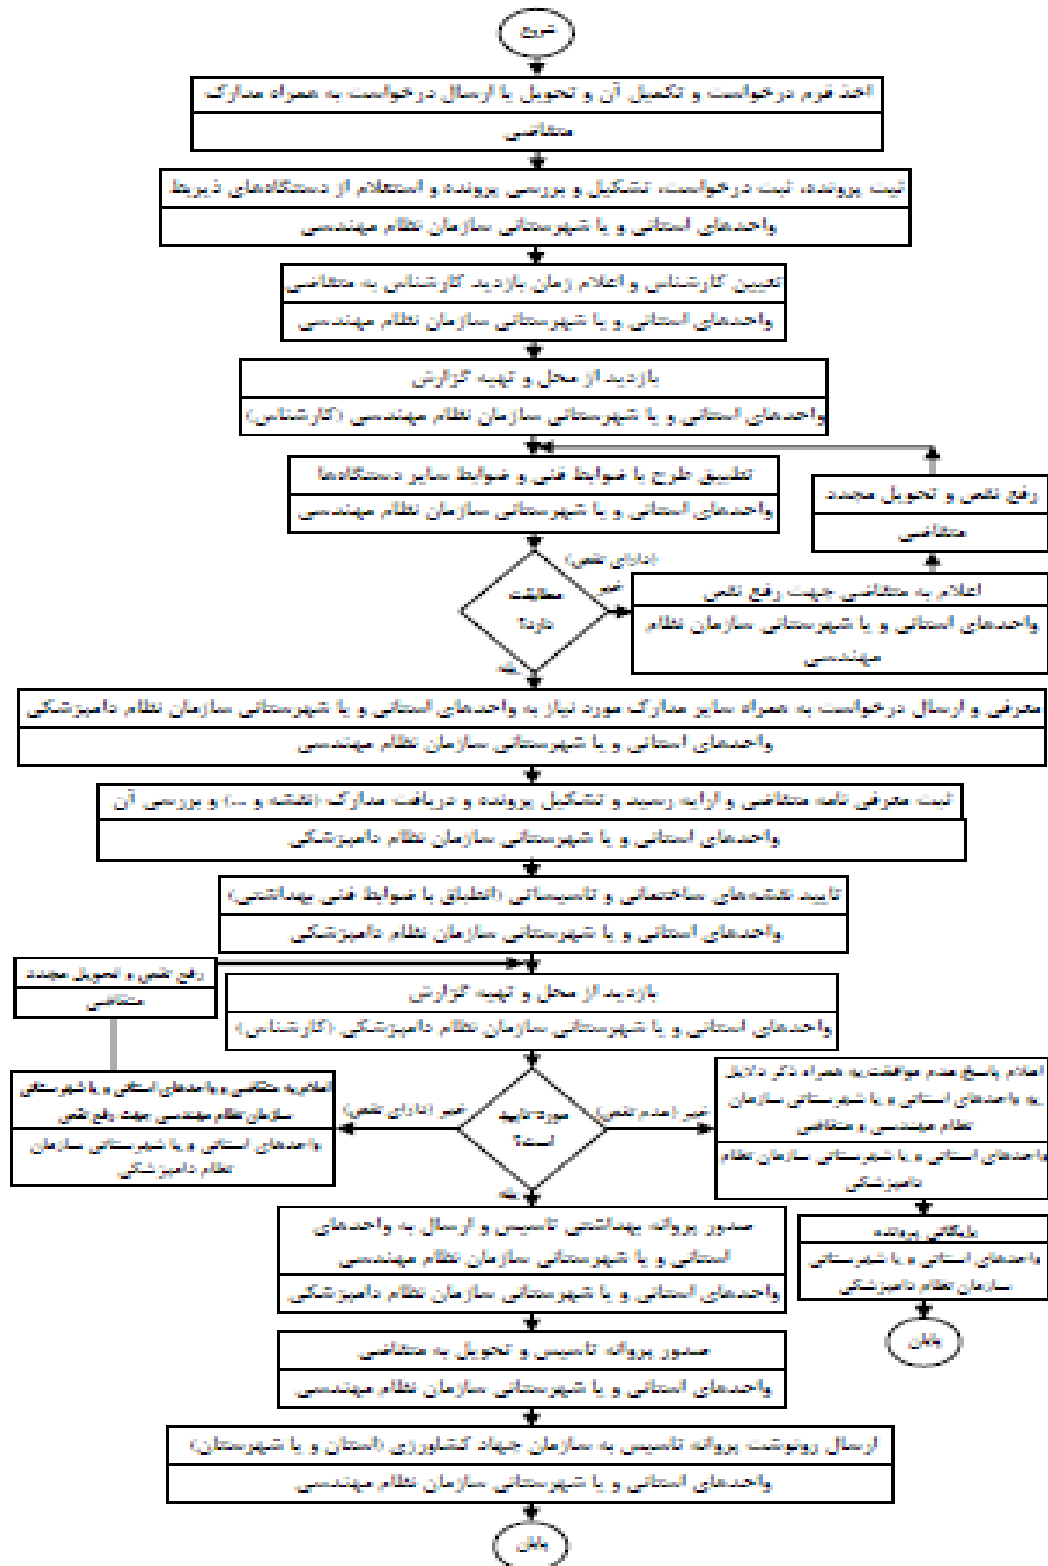 شروع
اخذ فرم درخواست و تکمیل آن و تحویل یا ارسال درخواست به همراه مدارک
متقاضی
ثبت پرونده، ثبت درخواست، تشکیل و بررسی پرونده و استعلام از دستگاه‌های ذیربط
واحدهای استانی و یا شهرستانی سازمان نظام مهندسی
تعیین کارشناس و اعلام زمان بازدید کارشناس به متقاضی
واحدهای استانی و یا شهرستانی سازمان نظام مهندسی
بازدید از محل و تهیه گزارش
واحدهای استانی و یا شهرستانی سازمان نظام مهندسی (کارشناس)
تطبیق طرح با ضوابط فنی و ضوابط سایر دستگاه‌ها
واحدهای استانی و یا شهرستانی سازمان نظام مهندسی
رفع نقص و تحویل مجدد
متقاضی
(دارای نقص)
خیر
مطابقت
دارد؟
بله
اعلام به متقاضی جهت رفع نقص
واحدهای استانی و یا شهرستانی سازمان نظام
مهندسی
معرفی و ارسال درخواست به همراه سایر مدارک مورد نیاز به واحدهای استانی و یا شهرستانی سازمان نظام دامپزشکی
واحدهای استانی و یا شهرستانی سازمان نظام مهندسی
ثبت معرفی نامه متقاضی و ارایه رسید و تشکیل پرونده و دریافت مدارک (نقشه و ...) و بررسی آن
واحدهای استانی و یا شهرستانی سازمان نظام دامپزشکی
تایید نقشه‌های ساختمانی و تاسیساتی (انطباق با ضوابط فنی بهداشتی)
واحدهای استانی و یا شهرستانی سازمان نظام دامپزشکی
رفع نقص و تحویل مجدد
متقاضی
بازدید از محل و تهیه گزارش
واحدهای استانی و یا شهرستانی سازمان نظام دامپزشکی (کارشناس)
اعلام به متقاضی و واحدهای استانی و یا شهرستانی
سازمان نظام مهندسی جهت رفع نقص
واحدهای استانی و یا شهرستانی سازمان
نظام دامپزشکی
خیر (دارای نقص)
مورد تایید
است؟
خیر (عدم نقص)
بله
اعلام پاسخ عدم موافقت به همراه ذکر دلایل
به واحدهای استانی و یا شهرستانی سازمان
نظام مهندسی و متقاضی
واحدهای استانی و یا شهرستانی سازمان نظام
دامپزشکی
بایگانی پرونده
واحدهای استانی و یا شهرستانی
سازمان نظام دامپزشکی
پایان
صدور پروانه بهداشتی تاسیس و ارسال به واحدهای
استانی و یا شهرستانی سازمان نظام مهندسی
واحدهای استانی و یا شهرستانی سازمان نظام دامپزشکی
صدور پروانه تاسیس و تحویل به متقاضی
واحدهای استانی و یا شهرستانی سازمان نظام مهندسی
ارسال رونوشت پروانه تاسیس به سازمان جهاد کشاورزی (استان و یا شهرستان)
واحدهای استانی و یا شهرستانی سازمان نظام مهندسی
پایان